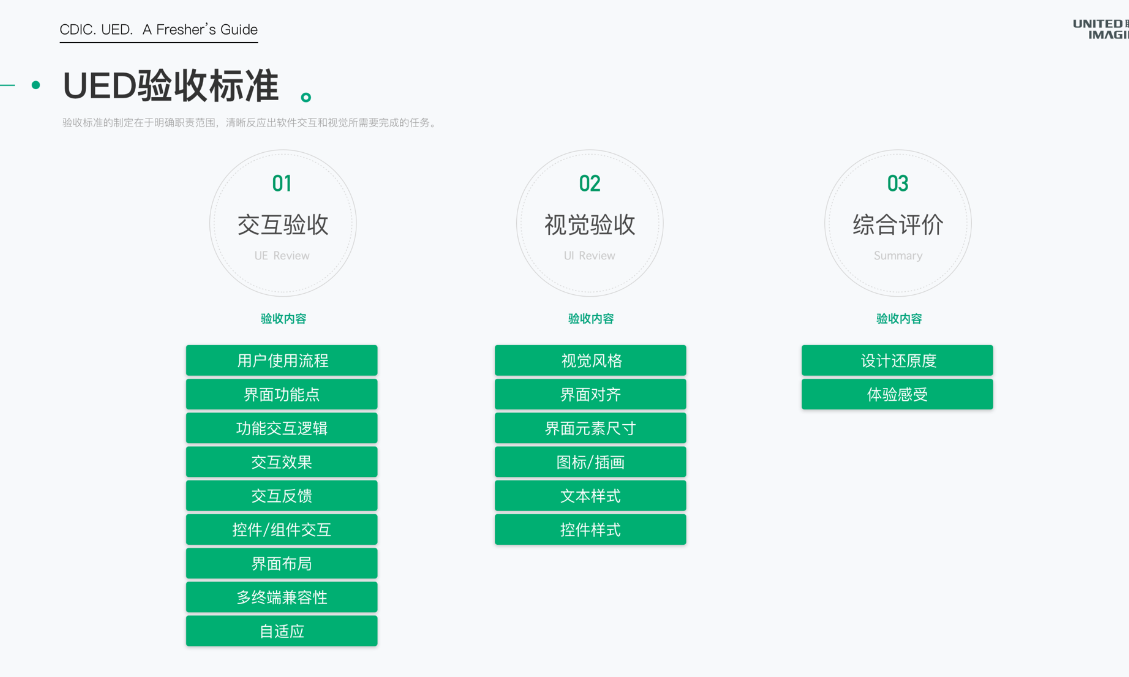 CDIC. UED. A Fresher's Guide
UNITED
IMAGI
UED验收标准 。
验收标准的制定在于明确职责范围，清晰反应出软件交互和视觉所需要完成的任务。
01
交互验收
UE Review
验收内容
用户使用流程
界面功能点
功能交互逻辑
交互效果
交互反馈
控件/组件交互
界面布局
多终端兼容性
自适应
02
视觉验收
UI Review
验收内容
视觉风格
界面对齐
界面元素尺寸
图标/插画
文本样式
控件样式
03
综合评价
Summary
验收内容
设计还原度
体验感受